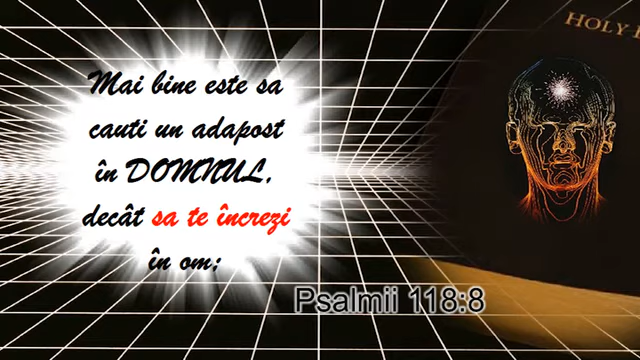 Mai bine este sa
cauti un adapost
în DOMNUL,
decât sa te încrezi
în om;
Psalmii 118:8
HOLY